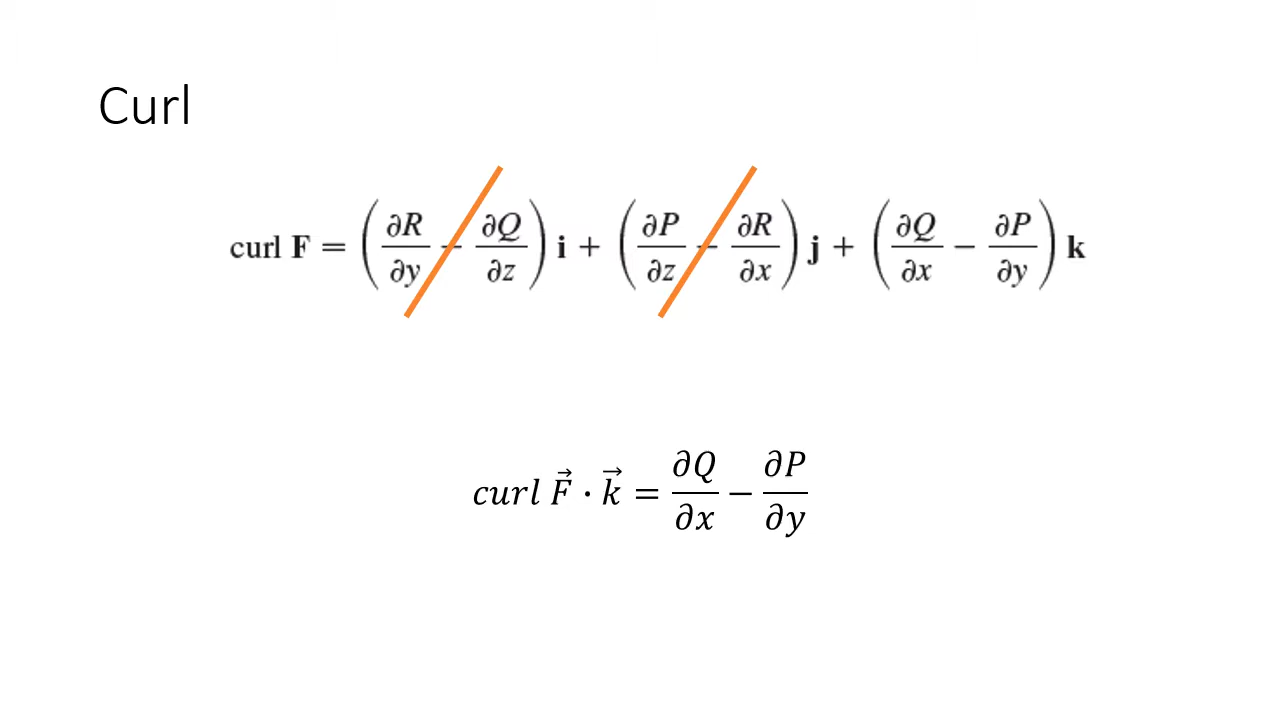 Curl
curl F = (∂R/∂y − ∂Q/∂z) i + (∂P/∂z − ∂R/∂x) j + (∂Q/∂x − ∂P/∂y) k
curl F⃗ · k⃗ = ∂Q/∂x − ∂P/∂y